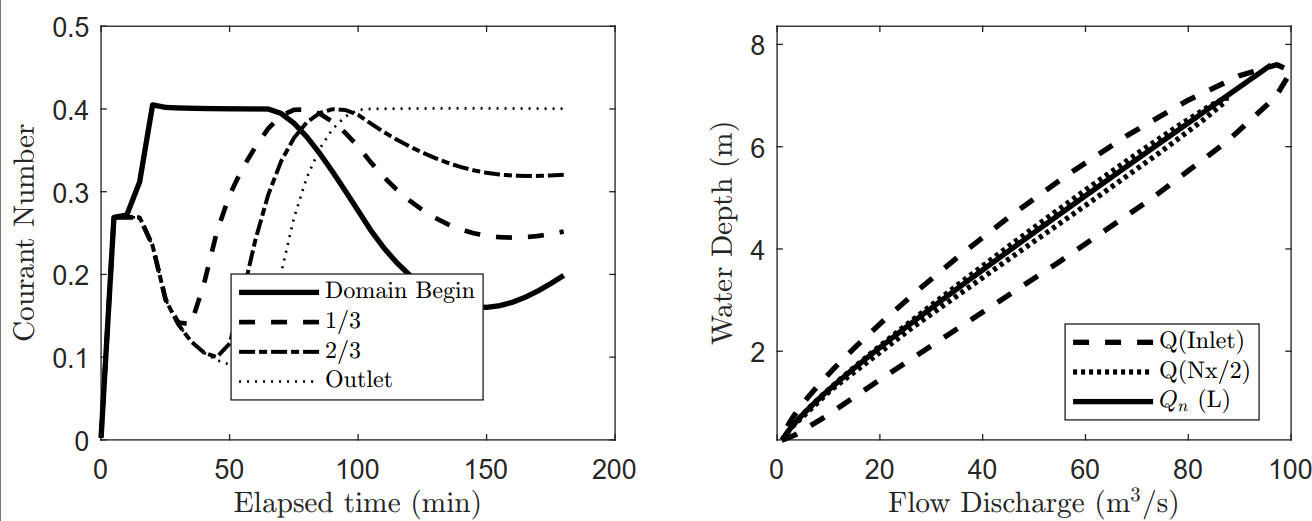 0.5
0.4
0.3
0.2
0.1
0
Courant Number
Domain Begin
1/3
2/3
Outlet
0 50 100 150 200
Elapsed time (min)
8
6
4
2
Water Depth (m)
Q(Inlet)
Q(Nx/2)
Qₙ (L)
0 20 40 60 80 100
Flow Discharge (m³/s)